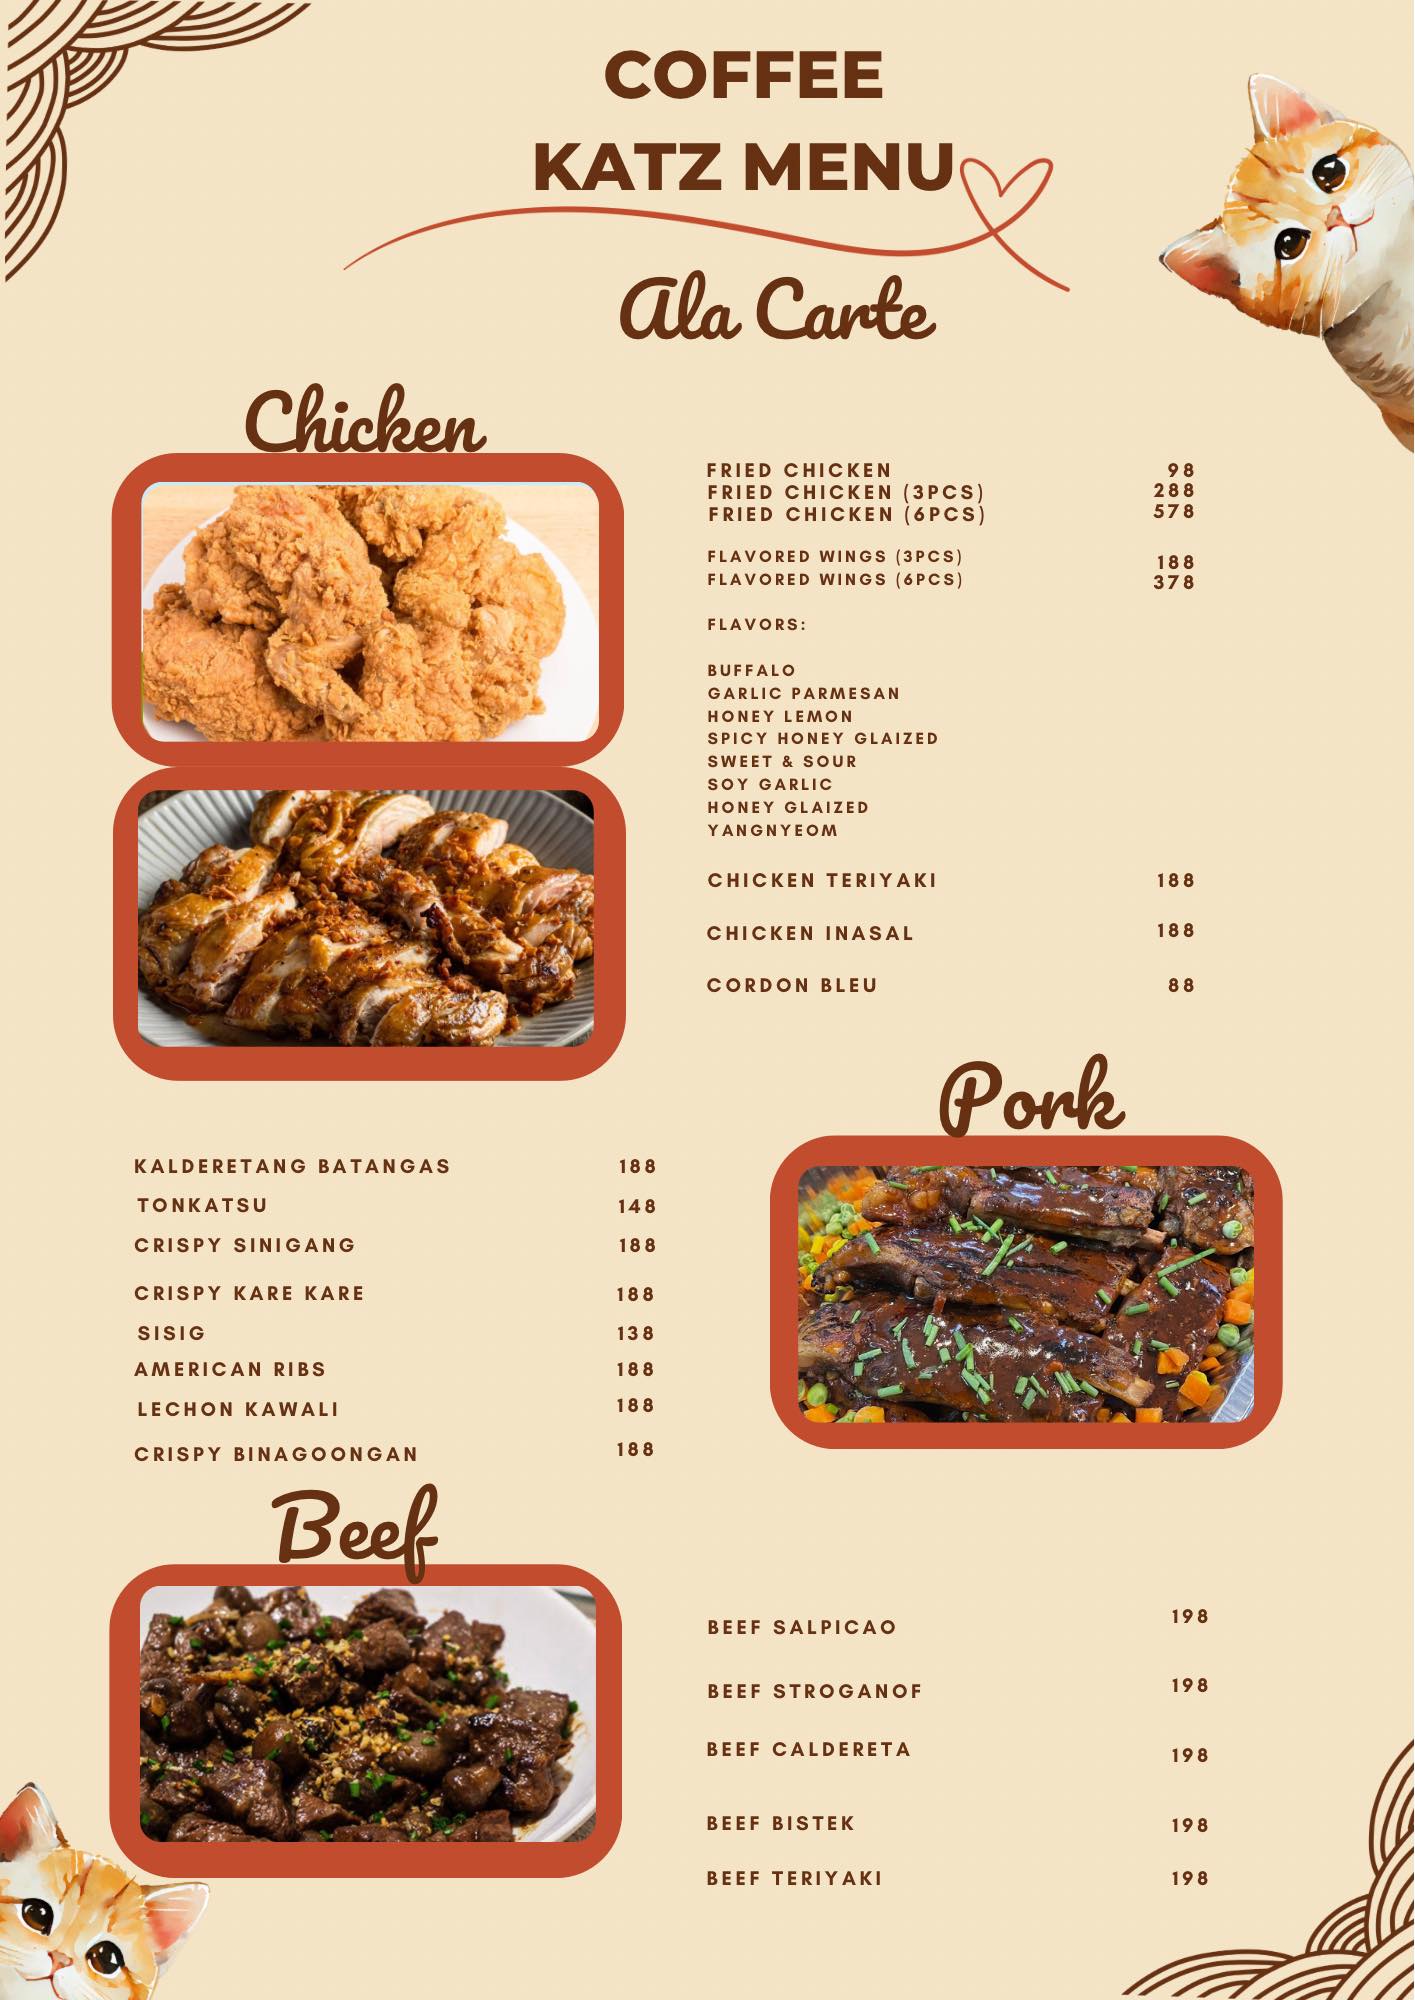 COFFEE
KATZ MENU
Ala Carte
Chicken
FRIED CHICKEN 98
FRIED CHICKEN (3PCS) 288
FRIED CHICKEN (6PCS) 578
FLAVORED WINGS (3PCS) 188
FLAVORED WINGS (6PCS) 378
FLAVORS:
BUFFALO
GARLIC PARMESAN
HONEY LEMON
SPICY HONEY GLAIZED
SWEET & SOUR
SOY GARLIC
HONEY GLAIZED
YANGNYEOM
CHICKEN TERIYAKI 188
CHICKEN INASAL 188
CORDON BLEU 88
Pork
KALDERETANG BATANGAS 188
TONKATSU 148
CRISPY SINIGANG 188
CRISPY KARE KARE 188
SISIG 138
AMERICAN RIBS 188
LECHON KAWALI 188
CRISPY BINAGOONGAN 188
Beef
BEEF SALPICAO 198
BEEF STROGANOF 198
BEEF CALDERETA 198
BEEF BISTEK 198
BEEF TERIYAKI 198